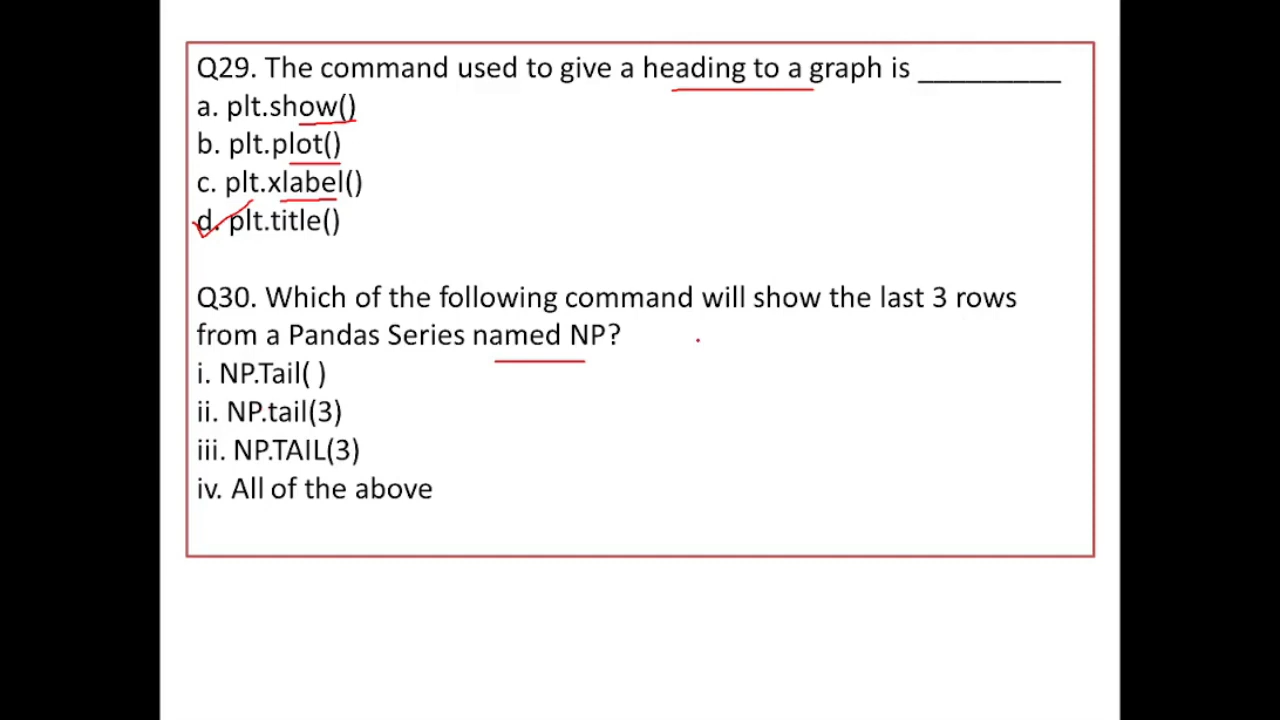 Q29. The command used to give a heading to a graph is _________
a. plt.show()
b. plt.plot()
c. plt.xlabel()
d. plt.title()
Q30. Which of the following command will show the last 3 rows
from a Pandas Series named NP?
i. NP.Tail( )
ii. NP.tail(3)
iii. NP.TAIL(3)
iv. All of the above